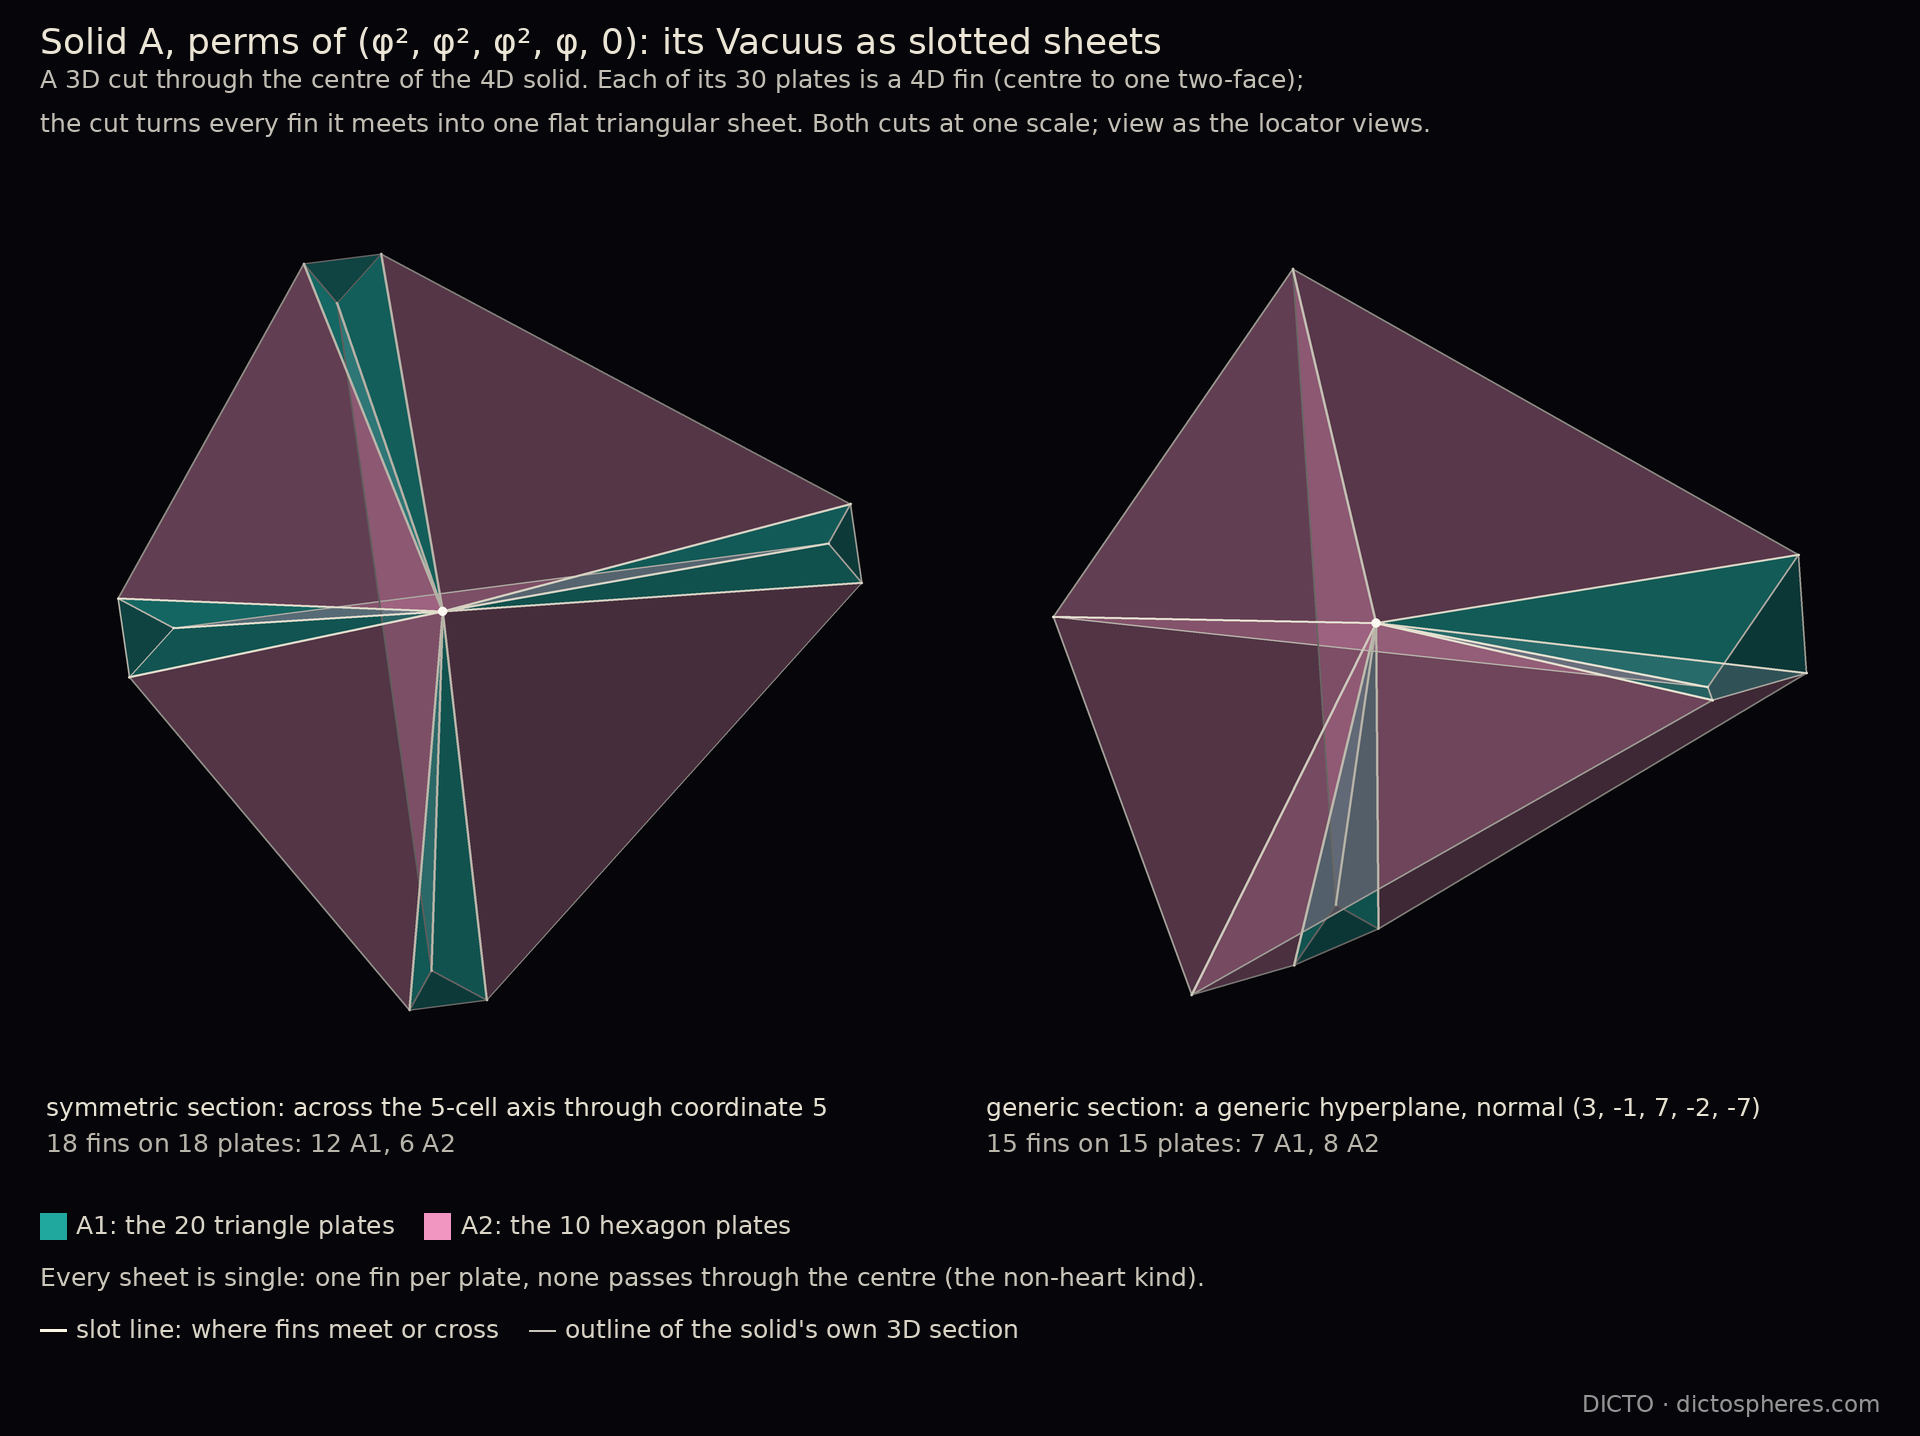 Solid A, perms of (φ², φ², φ², φ, 0): its Vacuus as slotted sheets
A 3D cut through the centre of the 4D solid. Each of its 30 plates is a 4D fin (centre to one two-face);
the cut turns every fin it meets into one flat triangular sheet. Both cuts at one scale; view as the locator views.
symmetric section: across the 5-cell axis through coordinate 5
18 fins on 18 plates: 12 A1, 6 A2
generic section: a generic hyperplane, normal (3, -1, 7, -2, -7)
15 fins on 15 plates: 7 A1, 8 A2
A1: the 20 triangle plates A2: the 10 hexagon plates
Every sheet is single: one fin per plate, none passes through the centre (the non-heart kind).
slot line: where fins meet or cross outline of the solid's own 3D section
DICTO · dictospheres.com